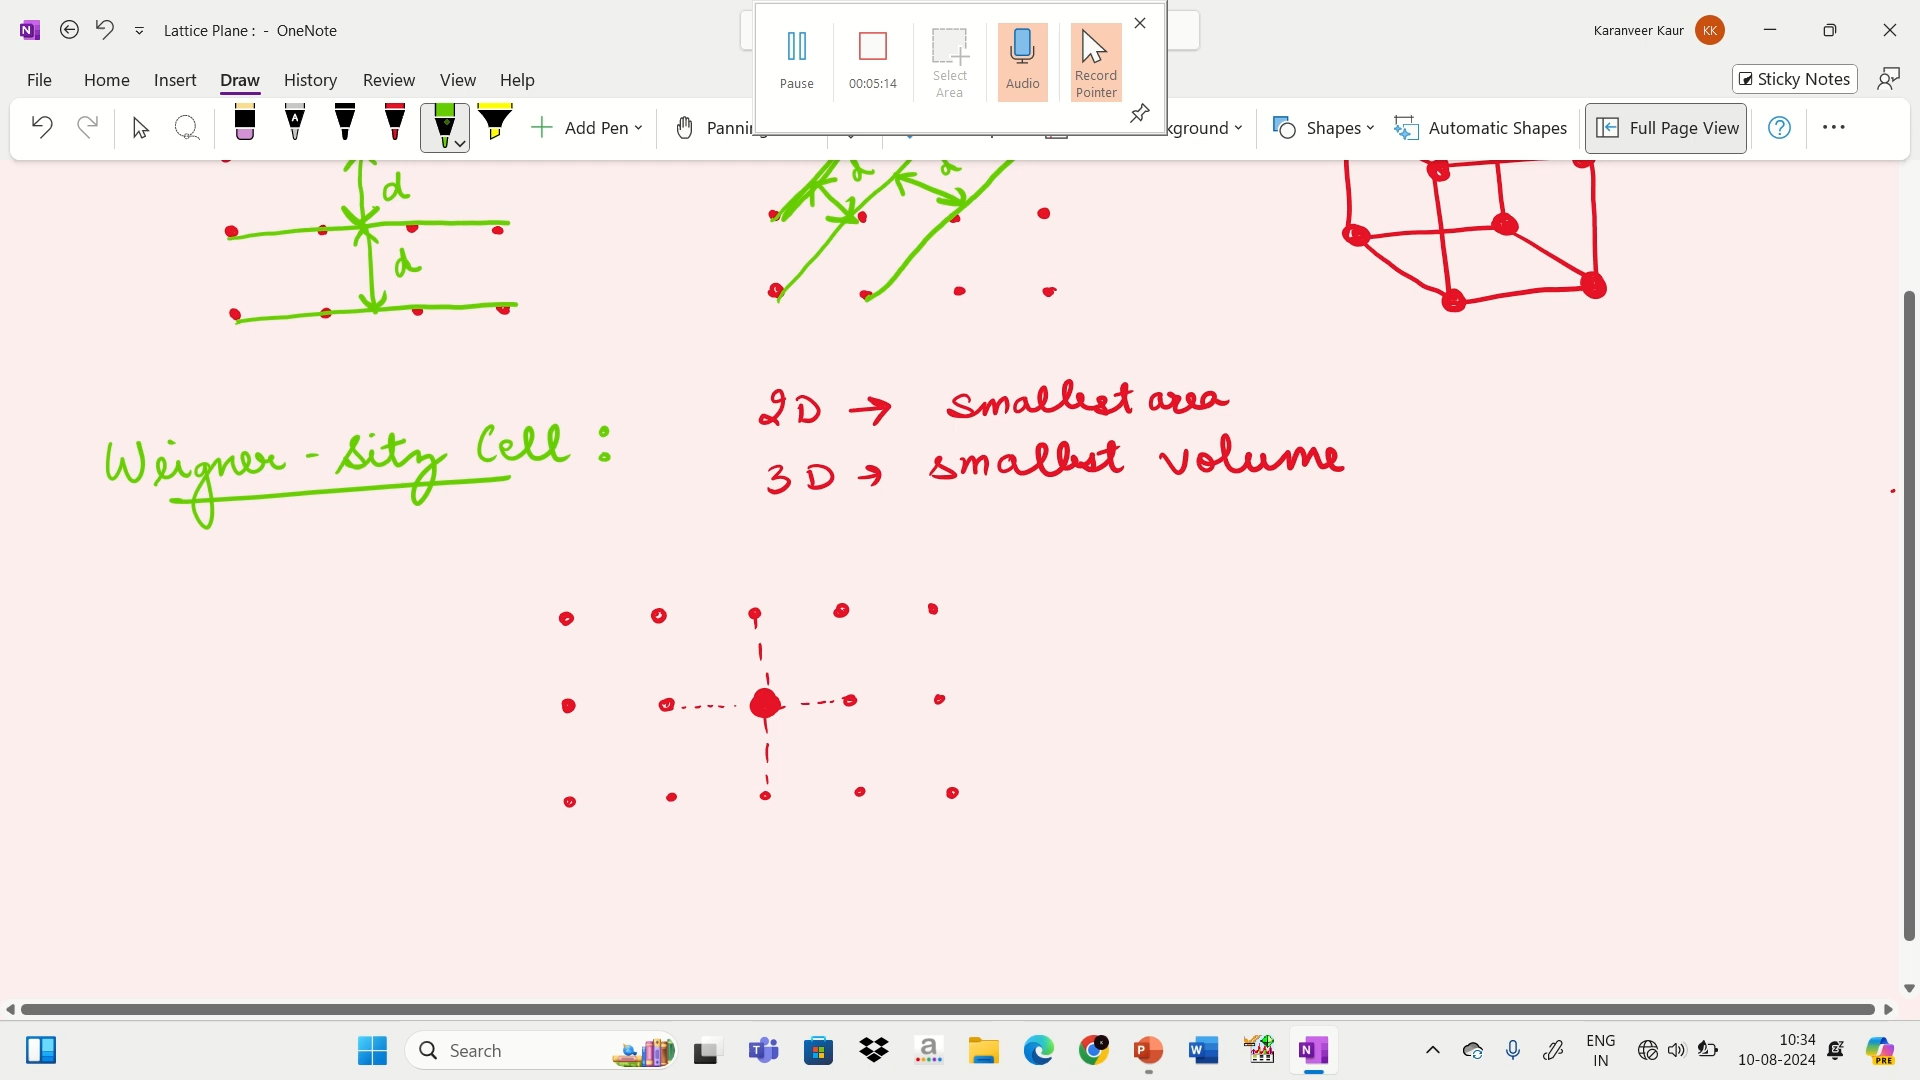 Lattice Plane : - OneNote
Karanveer Kaur KK
Pause
00:05:14
Select Area
Audio
Record Pointer
File Home Insert Draw History Review View Help
Sticky Notes
A
Add Pen
Shapes
Automatic Shapes
Full Page View
d
d
d
2D → smallest area
Weigner - Sitz Cell :
3D → smallest volume
Search
ENG
IN
10:34
10-08-2024
PRE